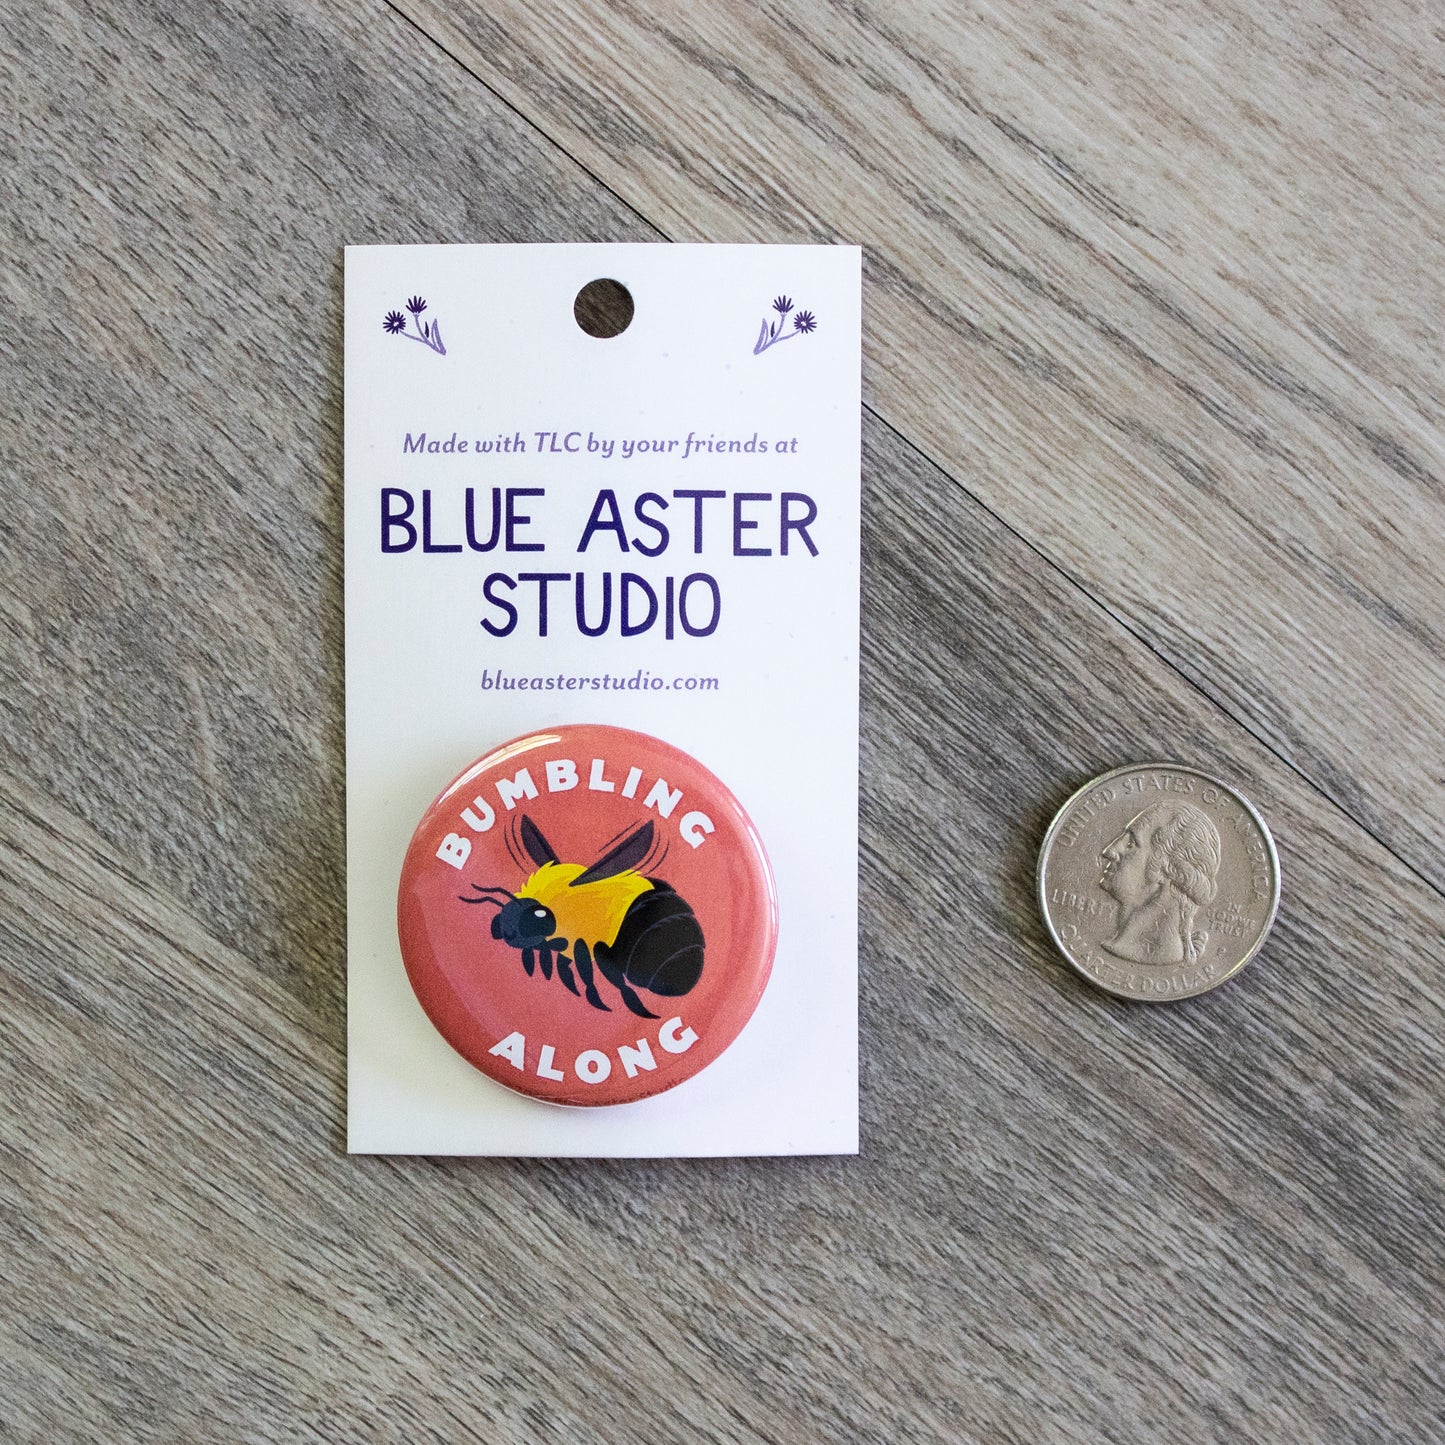 Made with TLC by your friends at
BLUE ASTER
STUDIO
blueasterstudio.com
BUMBLING
ALONG
UNITED STATES OF AMERICA
LIBERTY
IN
GOD WE
TRUST
P
QUARTER DOLLAR